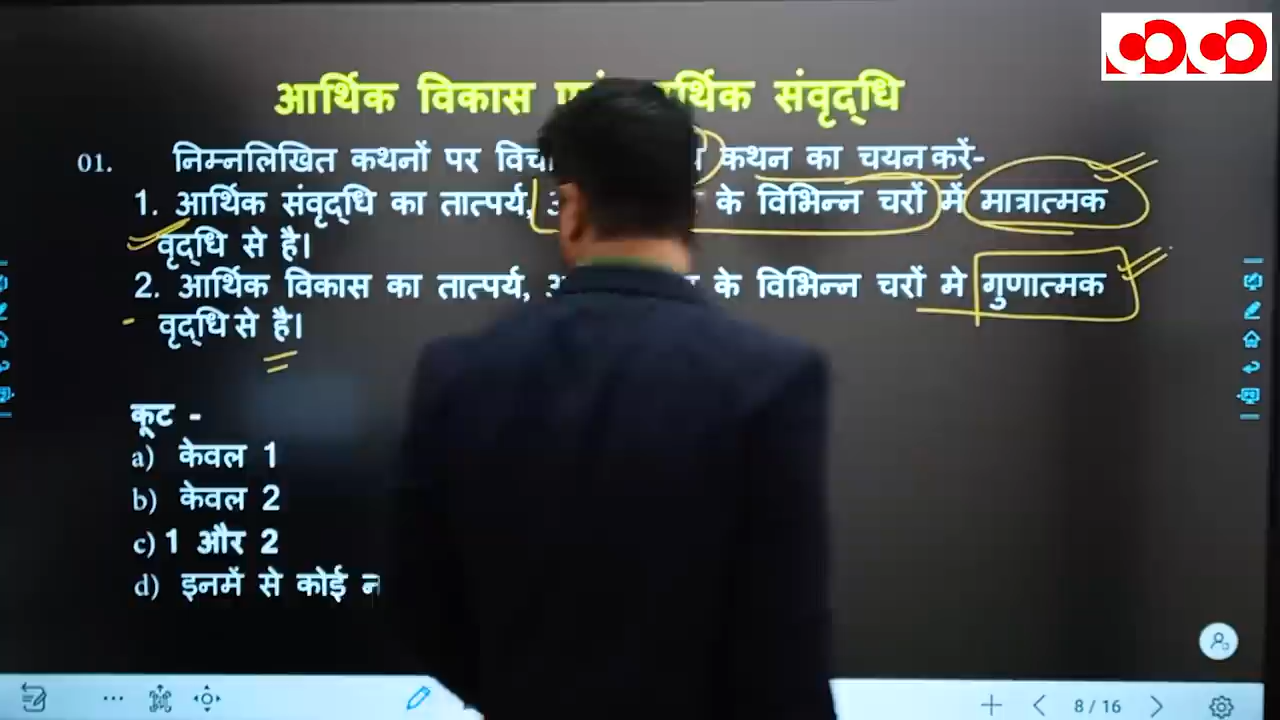 आर्थिक विकास संवृद्धि
01. निम्नलिखित कथनों पर कथन का चयन करें-
1. आर्थिक संवृद्धि का तात्पर्य, के विभिन्न चरों में मात्रात्मक
वृद्धि से है।
2. आर्थिक विकास का तात्पर्य, के विभिन्न चरों मे गुणात्मक
वृद्धि से है।
कूट -
a) केवल 1
b) केवल 2
c) 1 और 2
d) इनमें से कोई
8 / 16